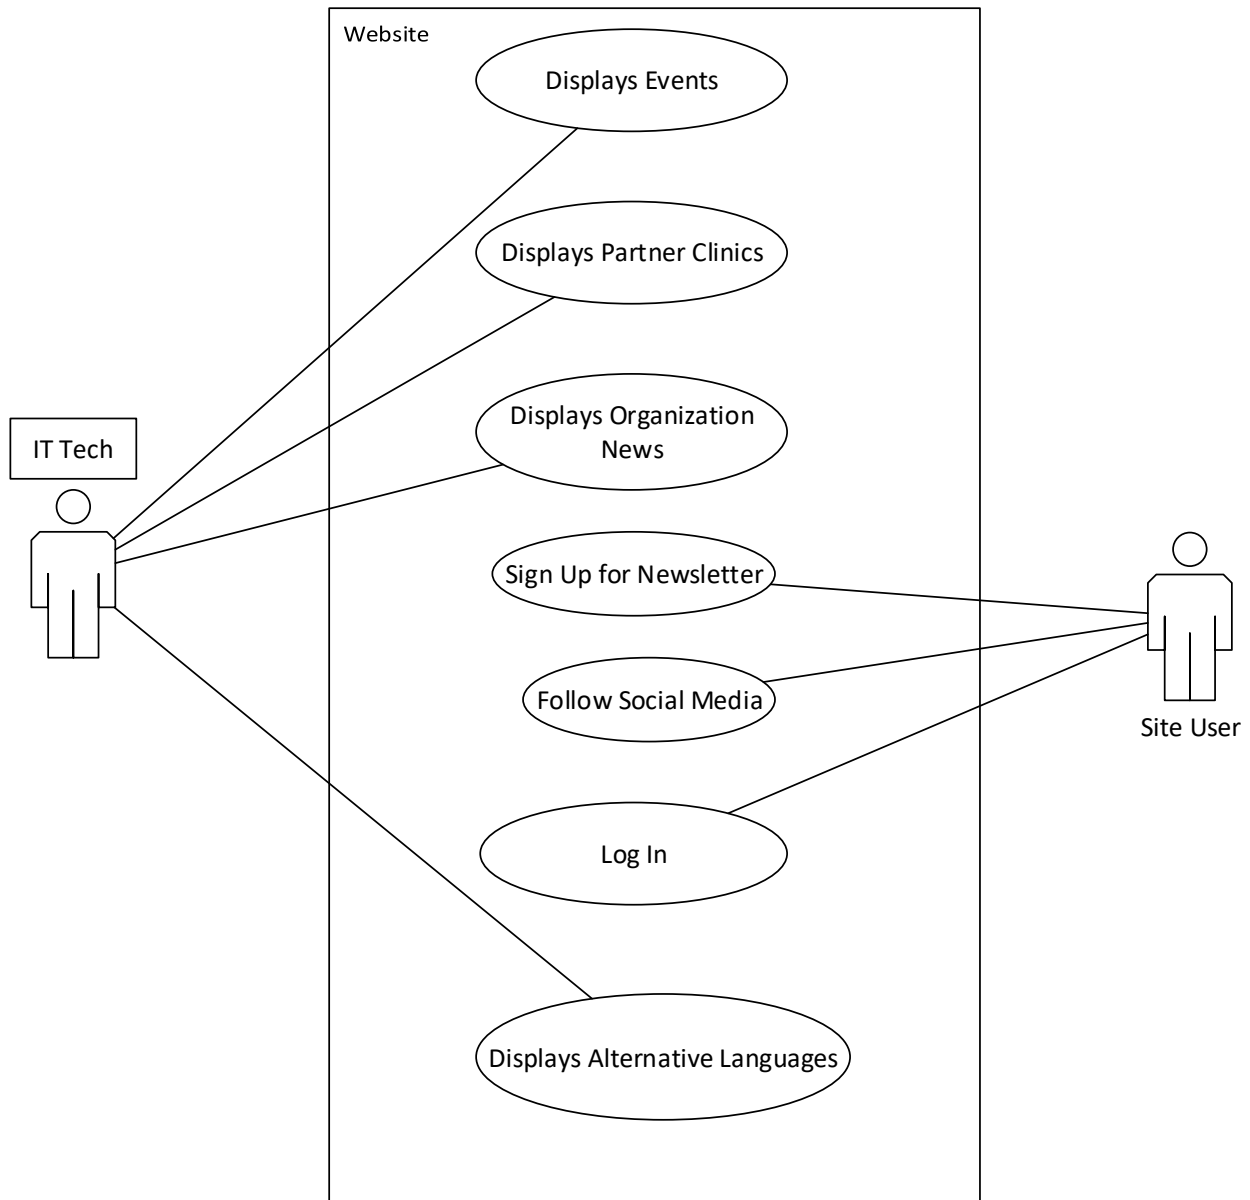 Website
Displays Events
Displays Partner Clinics
Displays Organization
News
IT Tech
Sign Up for Newsletter
Follow Social Media
Site User
Log In
Displays Alternative Languages